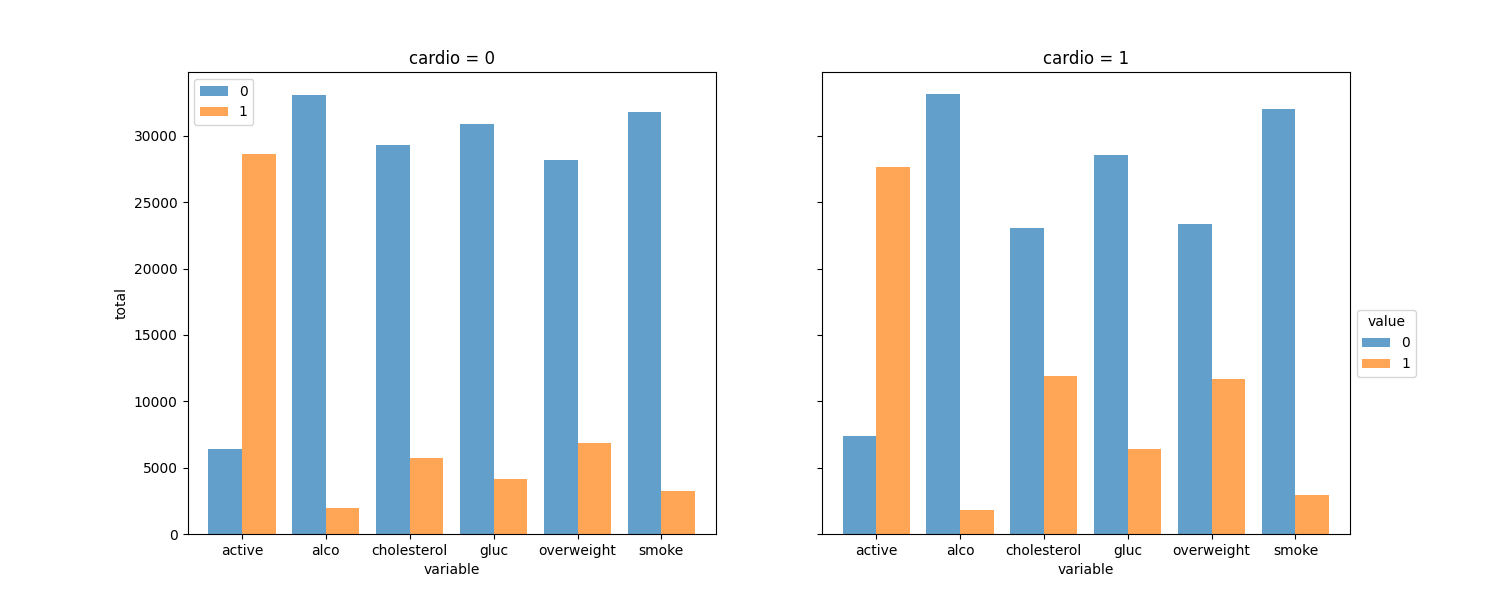 cardio = 0
0
1
30000
25000
20000
15000
10000
5000
0
total
active alco cholesterol gluc overweight smoke
variable
cardio = 1
active alco cholesterol gluc overweight smoke
variable
value
0
1